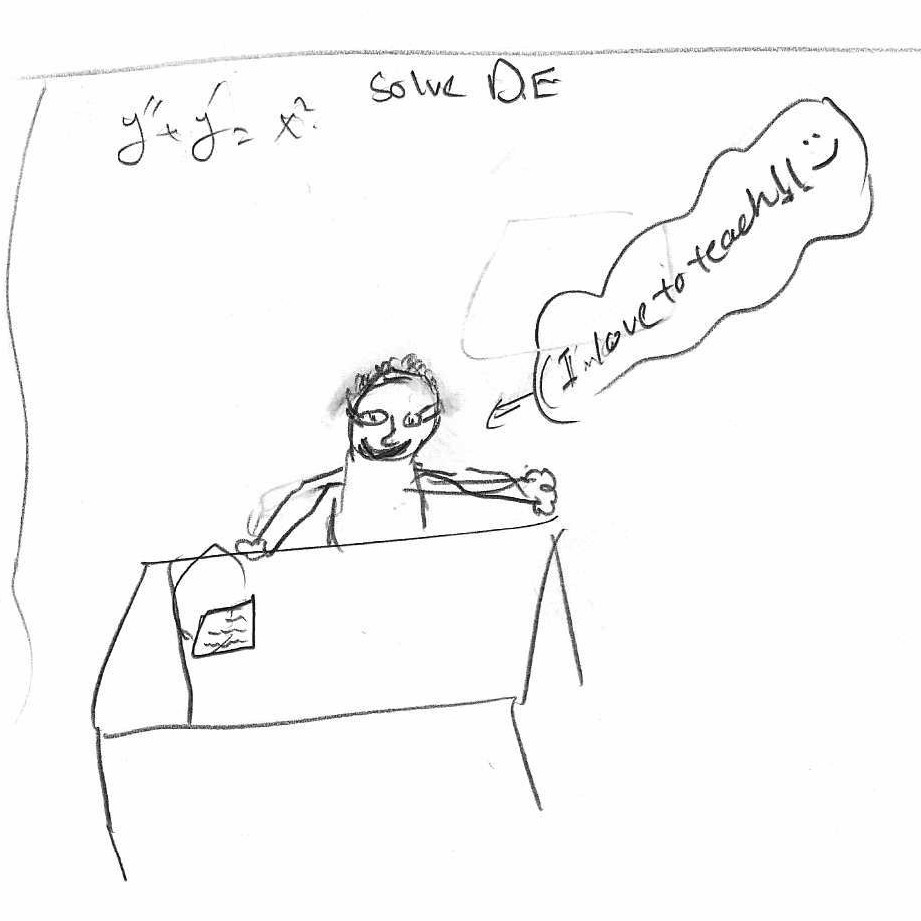 solve D.E
y'' + y' = x²
I love to teach!! :)